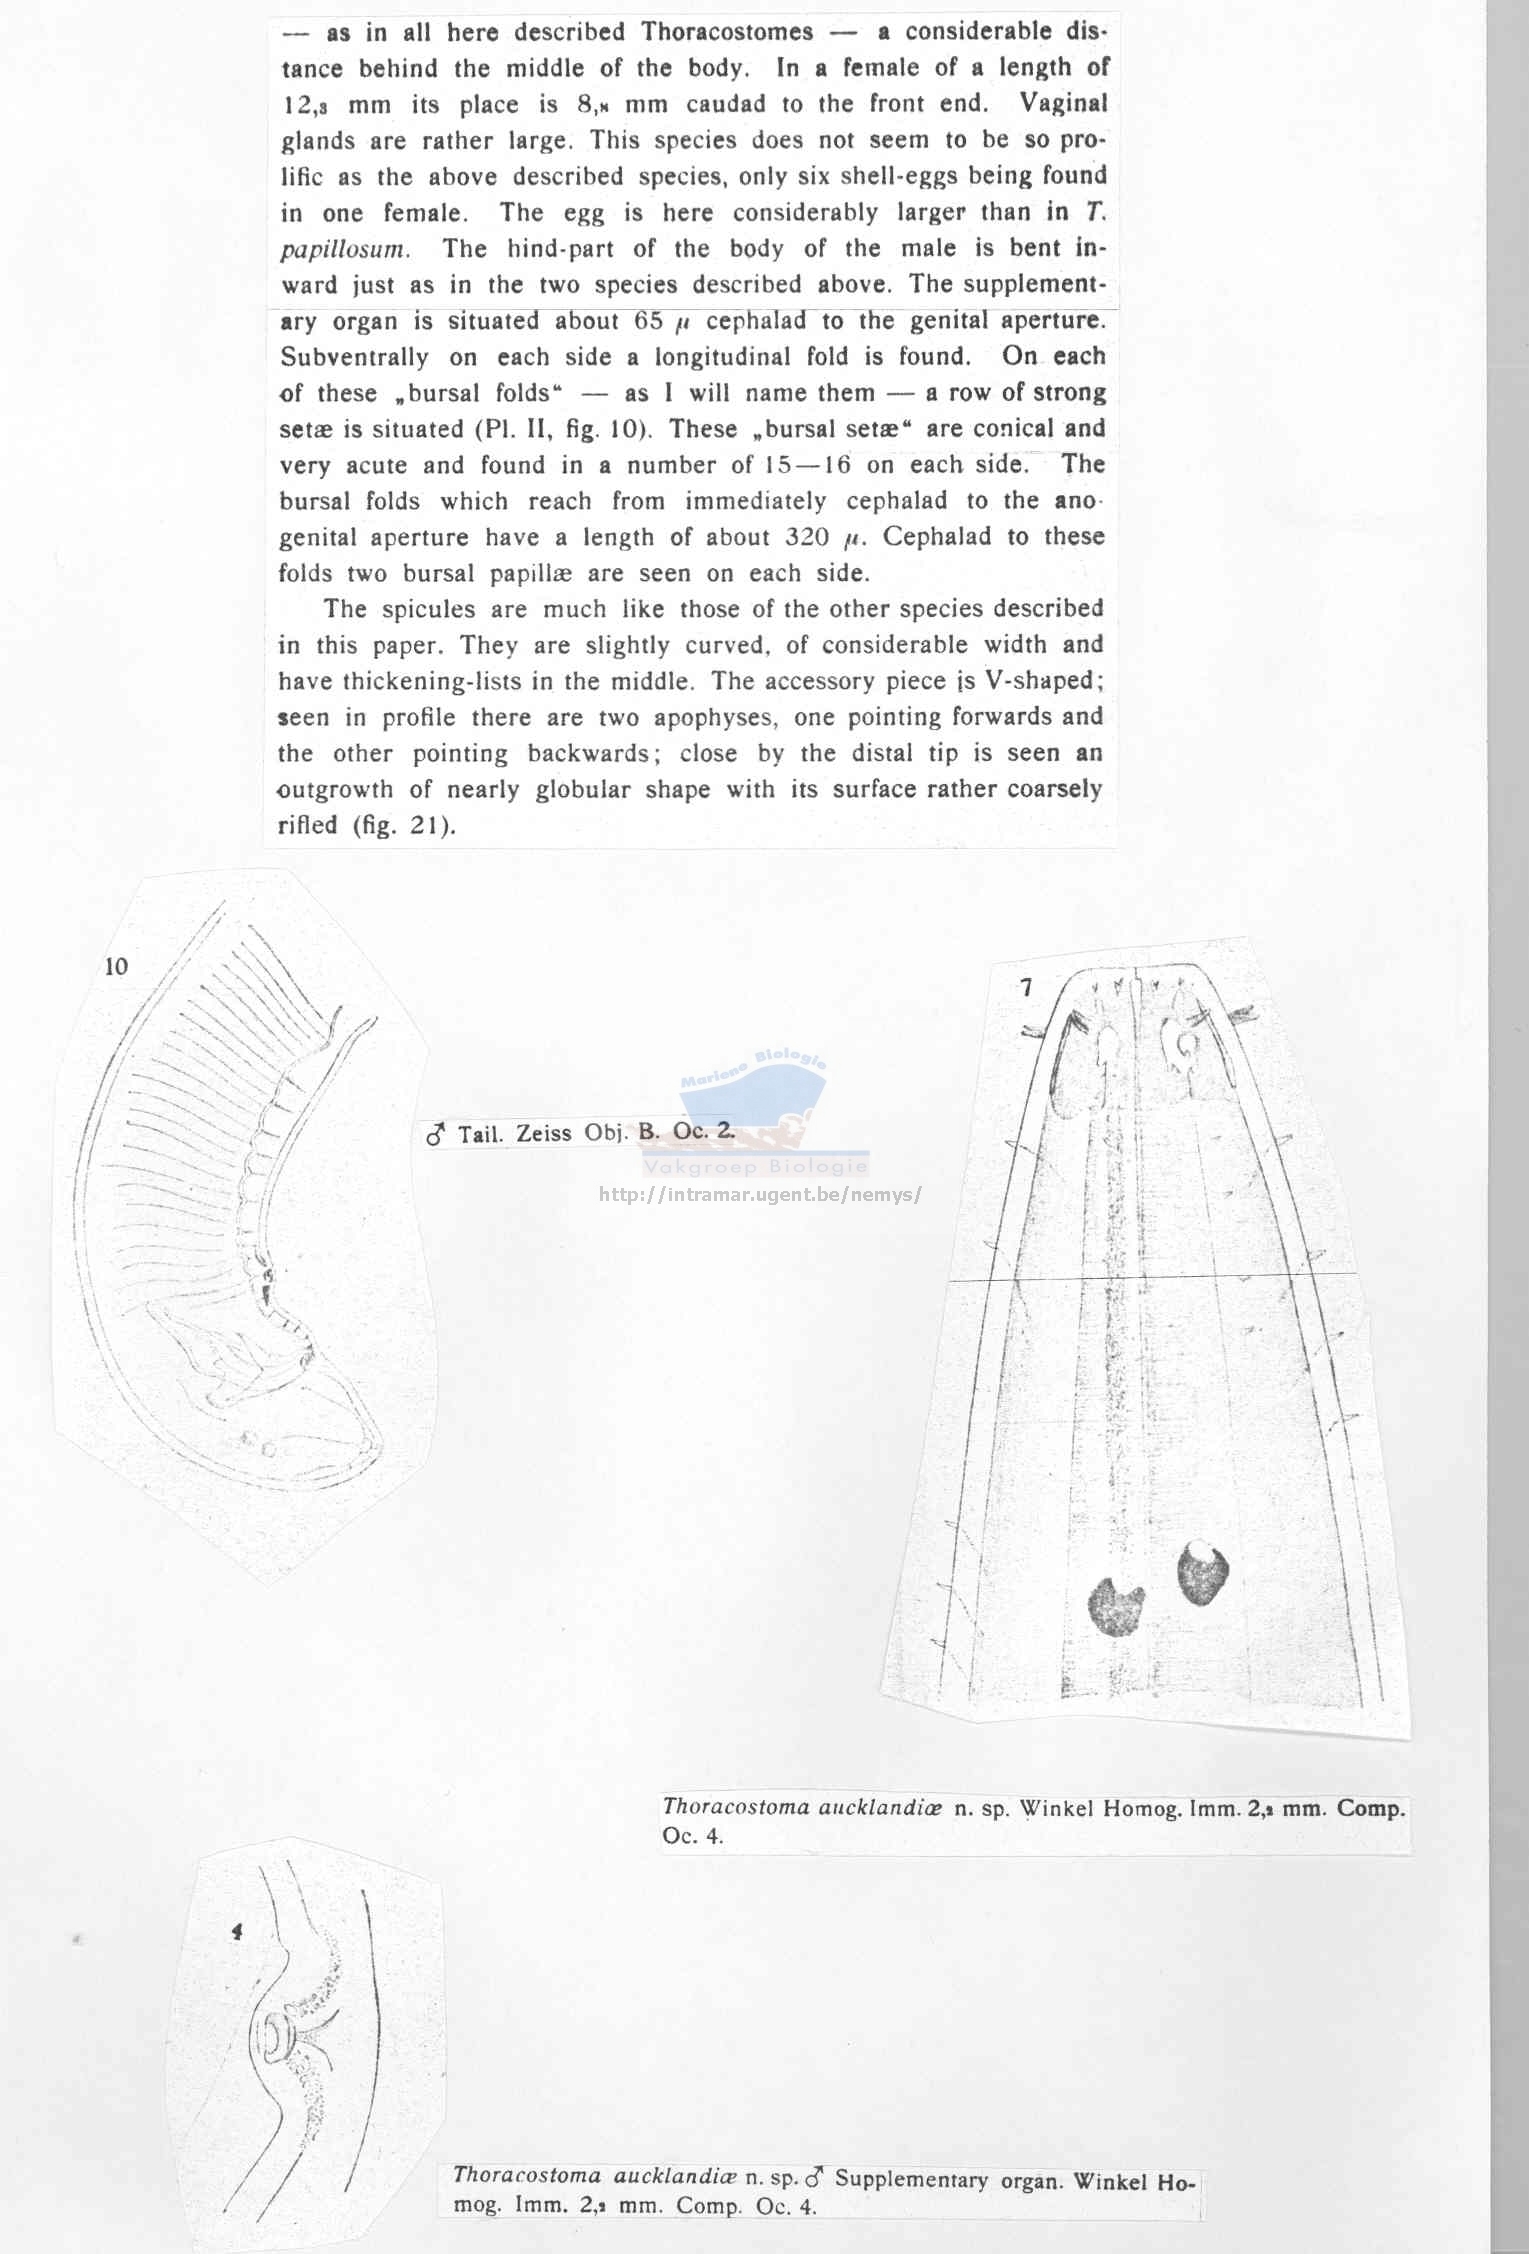 — as in all here described Thoracostomes — a considerable dis-
tance behind the middle of the body. In a female of a length of
12,3 mm its place is 8,8 mm caudad to the front end. Vaginal
glands are rather large. This species does not seem to be so pro-
lific as the above described species, only six shell-eggs being found
in one female. The egg is here considerably larger than in T.
papillosum. The hind-part of the body of the male is bent in-
ward just as in the two species described above. The supplement-
ary organ is situated about 65 µ cephalad to the genital aperture.
Subventrally on each side a longitudinal fold is found. On each
of these „bursal folds“ — as I will name them — a row of strong
setæ is situated (Pl. II, fig. 10). These „bursal setæ“ are conical and
very acute and found in a number of 15—16 on each side. The
bursal folds which reach from immediately cephalad to the ano-
genital aperture have a length of about 320 µ. Cephalad to these
folds two bursal papillæ are seen on each side.
The spicules are much like those of the other species described
in this paper. They are slightly curved, of considerable width and
have thickening-lists in the middle. The accessory piece is V-shaped;
seen in profile there are two apophyses, one pointing forwards and
the other pointing backwards; close by the distal tip is seen an
outgrowth of nearly globular shape with its surface rather coarsely
rifled (fig. 21).
10
7
Mariene Biologie
♂ Tail. Zeiss Obj. B. Oc. 2.
Vakgroep Biologie
http://intramar.ugent.be/nemys/
Thoracostoma aucklandiæ n. sp. Winkel Homog. Imm. 2,2 mm. Comp.
Oc. 4.
4
Thoracostoma aucklandiæ n. sp. ♂ Supplementary organ. Winkel Ho-
mog. Imm. 2,2 mm. Comp. Oc. 4.